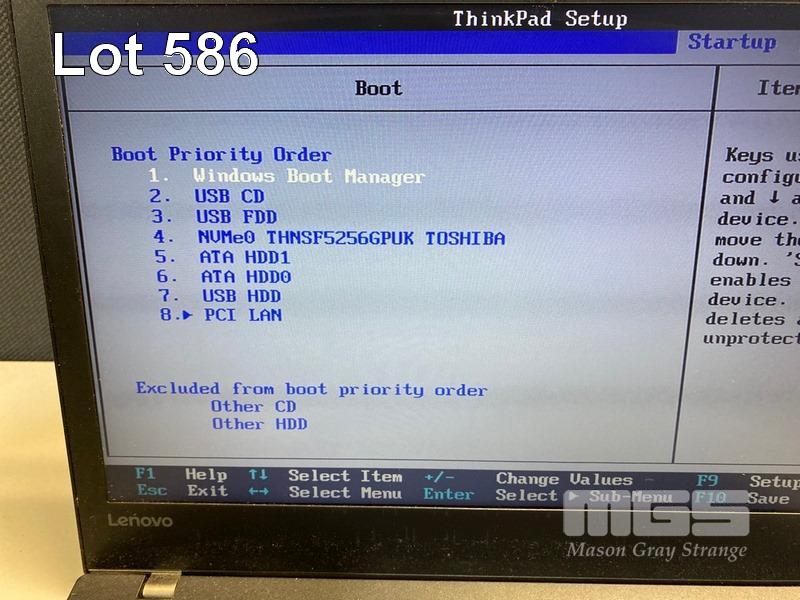 ThinkPad Setup
Lot 586
Startup
Boot
Boot Priority Order
1. Windows Boot Manager
2. USB CD
3. USB FDD
4. NVMe0 THNSF5256GPUK TOSHIBA
5. ATA HDD1
6. ATA HDD0
7. USB HDD
8.▶ PCI LAN
Excluded from boot priority order
Other CD
Other HDD
Keys
and ↓
device.
move
down.
enables
device.
deletes
F1 Help ↑↓ Select Item +/- Change Values F9 Setup
Esc Exit ←→ Select Menu Enter Select ▶ Sub-Menu F10 Save
Lenovo
MGS
Mason Gray Strange